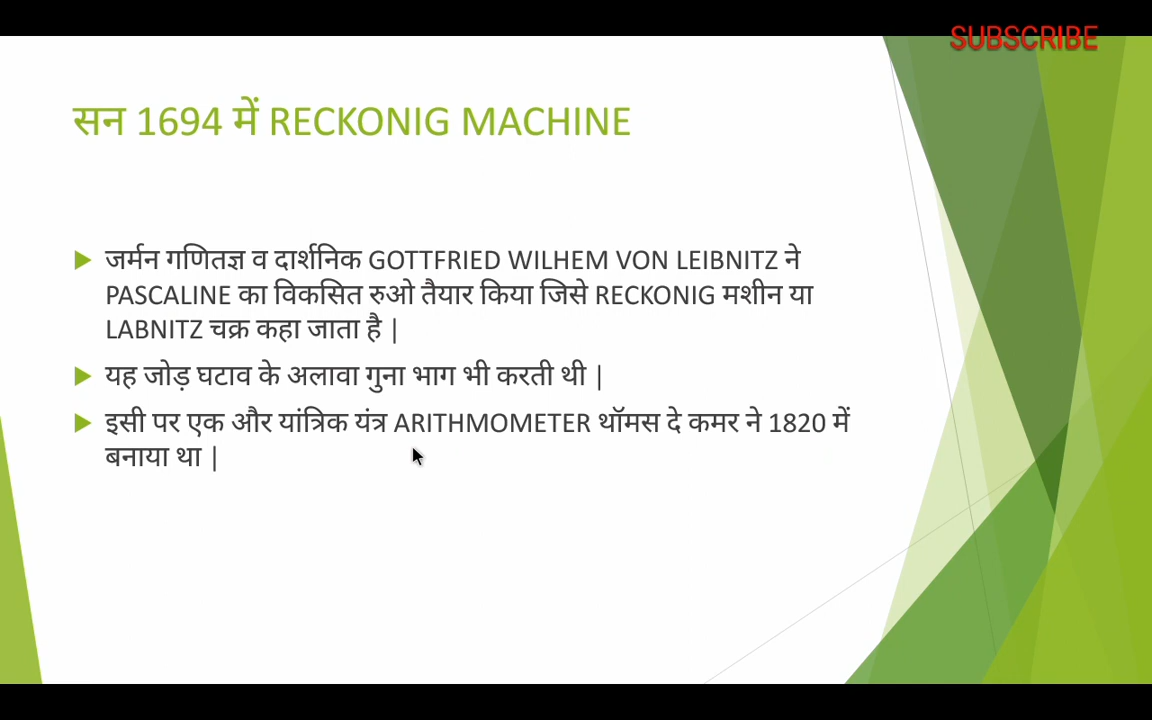 SUBSCRIBE
सन 1694 में RECKONIG MACHINE
जर्मन गणितज्ञ व दार्शनिक GOTTFRIED WILHEM VON LEIBNITZ ने
PASCALINE का विकसित रुओ तैयार किया जिसे RECKONIG मशीन या
LABNITZ चक्र कहा जाता है |
यह जोड़ घटाव के अलावा गुना भाग भी करती थी |
इसी पर एक और यांत्रिक यंत्र ARITHMOMETER थॉमस दे कमर ने 1820 में
बनाया था |